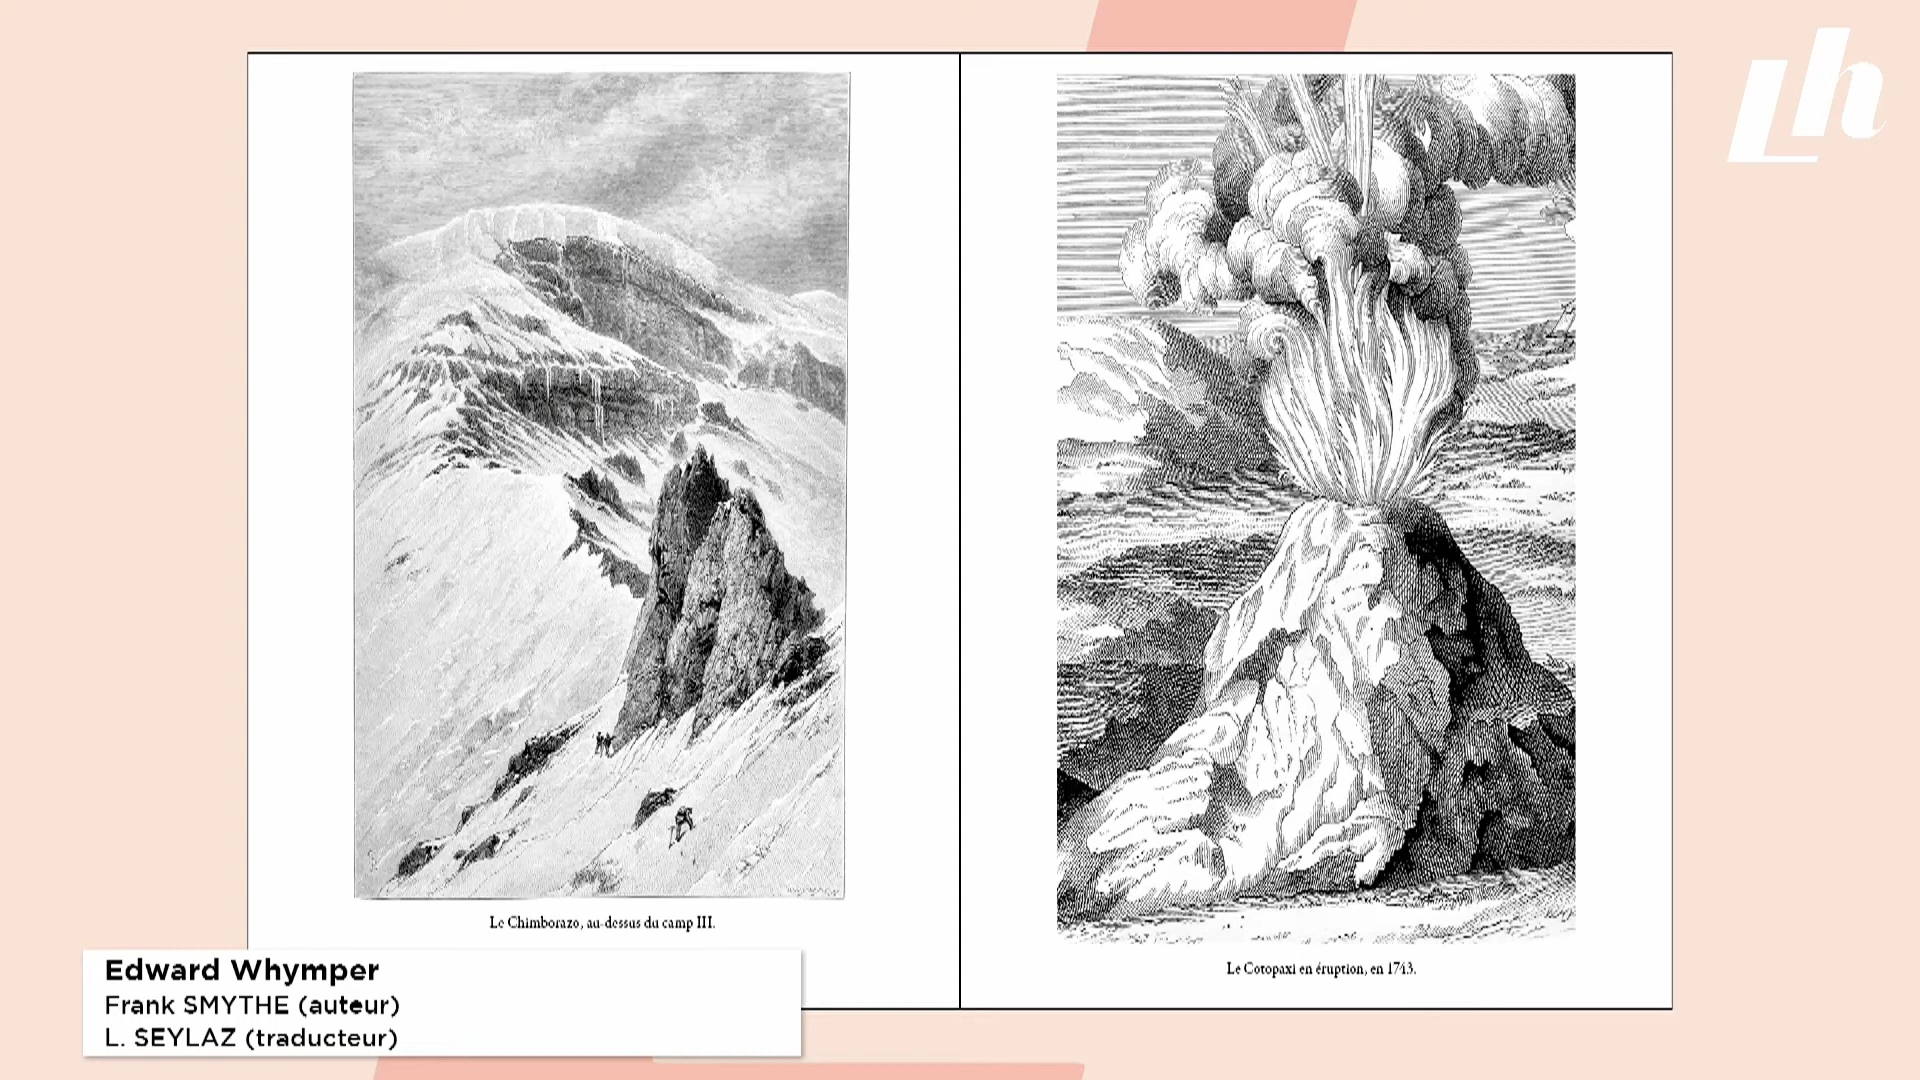 Lh
Le Chimborazo, au-dessus du camp III.
Le Cotopaxi en éruption, en 1743.
Edward Whymper
Frank SMYTHE (auteur)
L. SEYLAZ (traducteur)